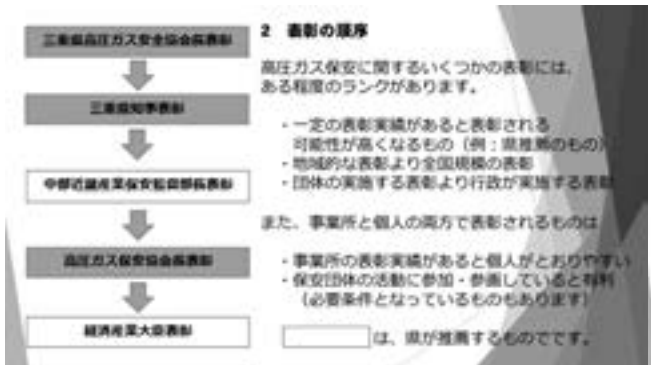 三重県高圧ガス安全協会長表彰
三重県知事表彰
中部近畿産業保安監督部長表彰
高圧ガス保安協会長表彰
経済産業大臣表彰
2 表彰の順序
高圧ガス保安に関するいくつかの表彰には、
ある程度のランクがあります。
・一定の表彰実績があると表彰される
可能性が高くなるもの（例：県推薦のもの）
・地域的な表彰より全国規模の表彰
・団体の実施する表彰より行政が実施する表彰
また、事業所と個人の両方で表彰されるものは
・事業所の表彰実績があると個人がとおりやすい
・保安団体の活動に参加・参画していると有利
（必要条件となっているものもあります）
は、県が推薦するものでです。